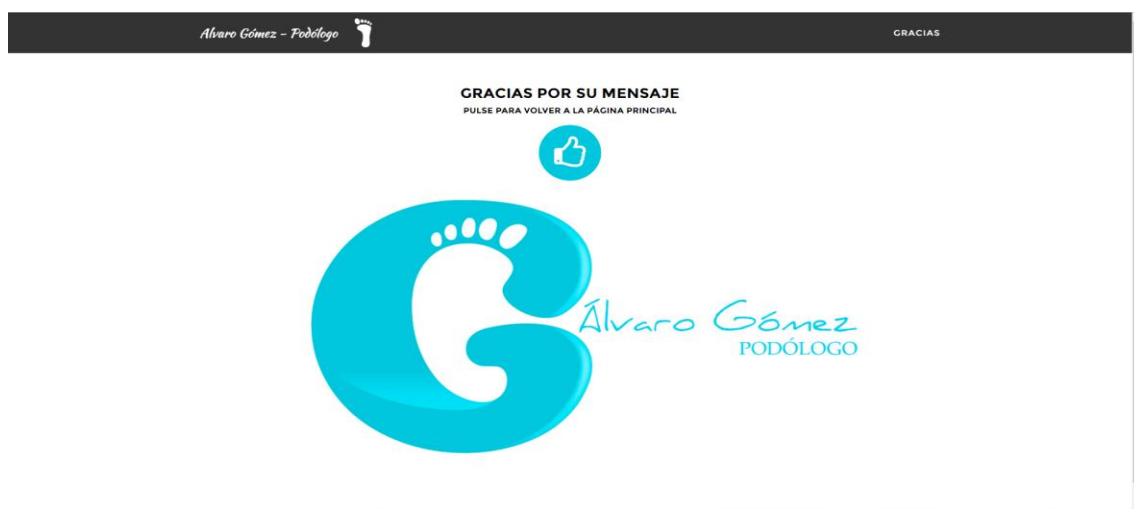 Alvaro Gómez - Podólogo
GRACIAS
GRACIAS POR SU MENSAJE
PULSE PARA VOLVER A LA PÁGINA PRINCIPAL
Álvaro Gómez
PODÓLOGO